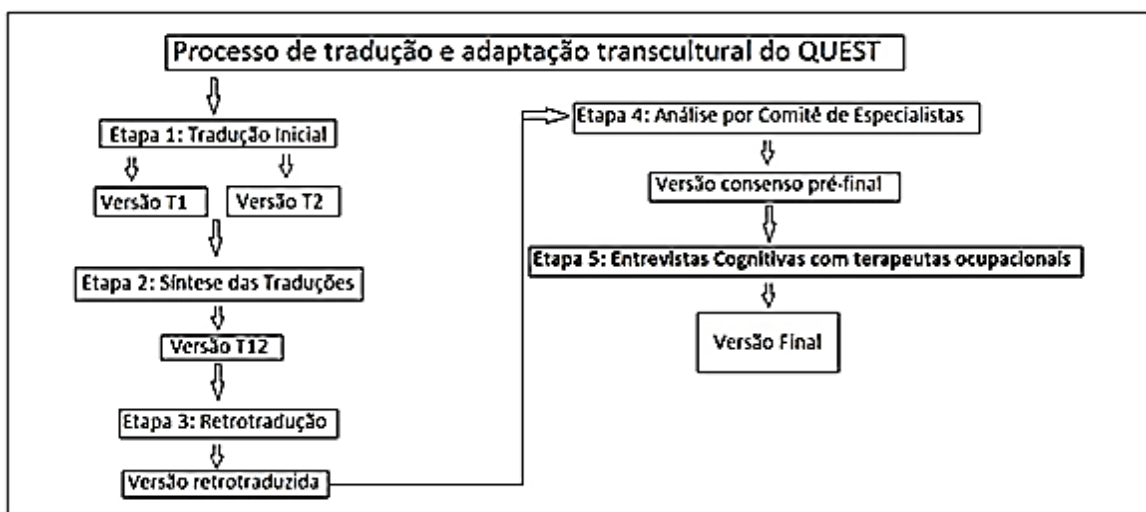 Processo de tradução e adaptação transcultural do QUEST
Etapa 1: Tradução Inicial
Versão T1
Versão T2
Etapa 2: Síntese das Traduções
Versão T12
Etapa 3: Retrotradução
Versão retrotraduzida
Etapa 4: Análise por Comitê de Especialistas
Versão consenso pré-final
Etapa 5: Entrevistas Cognitivas com terapeutas ocupacionais
Versão Final